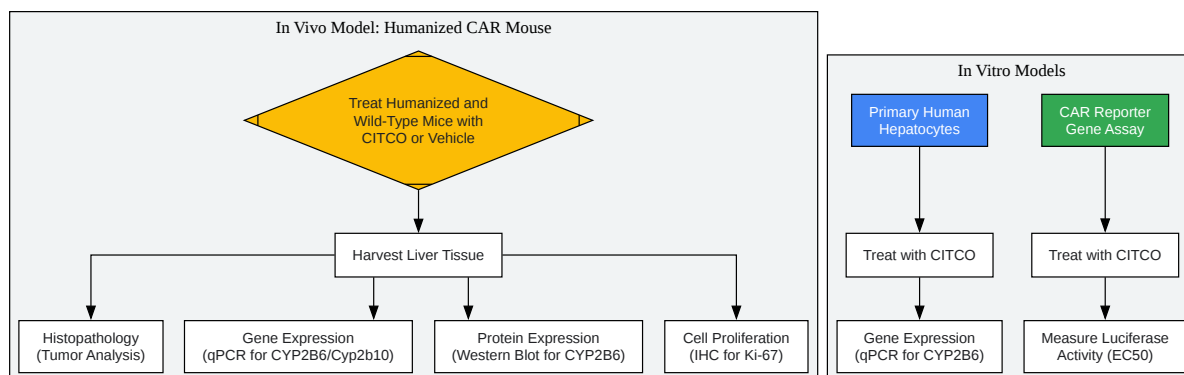 In Vivo Model: Humanized CAR Mouse
Treat Humanized and
Wild-Type Mice with
CITCO or Vehicle
Harvest Liver Tissue
Histopathology
(Tumor Analysis)
Gene Expression
(qPCR for CYP2B6/Cyp2b10)
Protein Expression
(Western Blot for CYP2B6)
Cell Proliferation
(IHC for Ki-67)
In Vitro Models
Primary Human
Hepatocytes
CAR Reporter
Gene Assay
Treat with CITCO
Treat with CITCO
Gene Expression
(qPCR for CYP2B6)
Measure Luciferase
Activity (EC50)